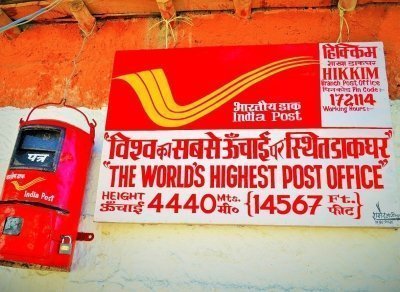 पत्र
India Post
भारतीय डाक
India Post
हिक्किम
शाखा डाकघर
HIKKIM
Branch Post Office
पिन कोड Pin Code:-
172114
Working Hours:-
"विश्व का सबसे ऊँचाई पर स्थित डाकघर"
"THE WORLD'S HIGHEST POST OFFICE"
HEIGHT 4440 Mts. {14567 Ft..}
ऊँचाई मी० फीट